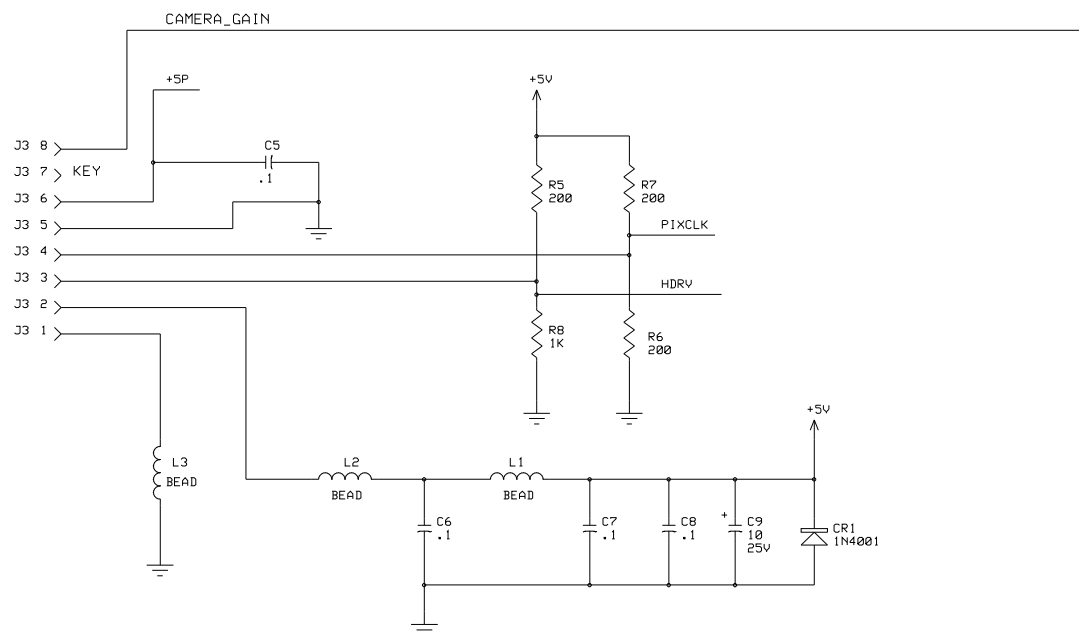 CAMERA_GAIN
+5P
+5V
J3 8
C5
.1
J3 7 KEY
J3 6
R5
200
R7
200
J3 5
PIXCLK
J3 4
J3 3
HDRV
J3 2
J3 1
R8
1K
R6
200
+5V
L3
BEAD
L2
BEAD
L1
BEAD
C6
.1
C7
.1
C8
.1
+
C9
10
25V
CR1
1N4001